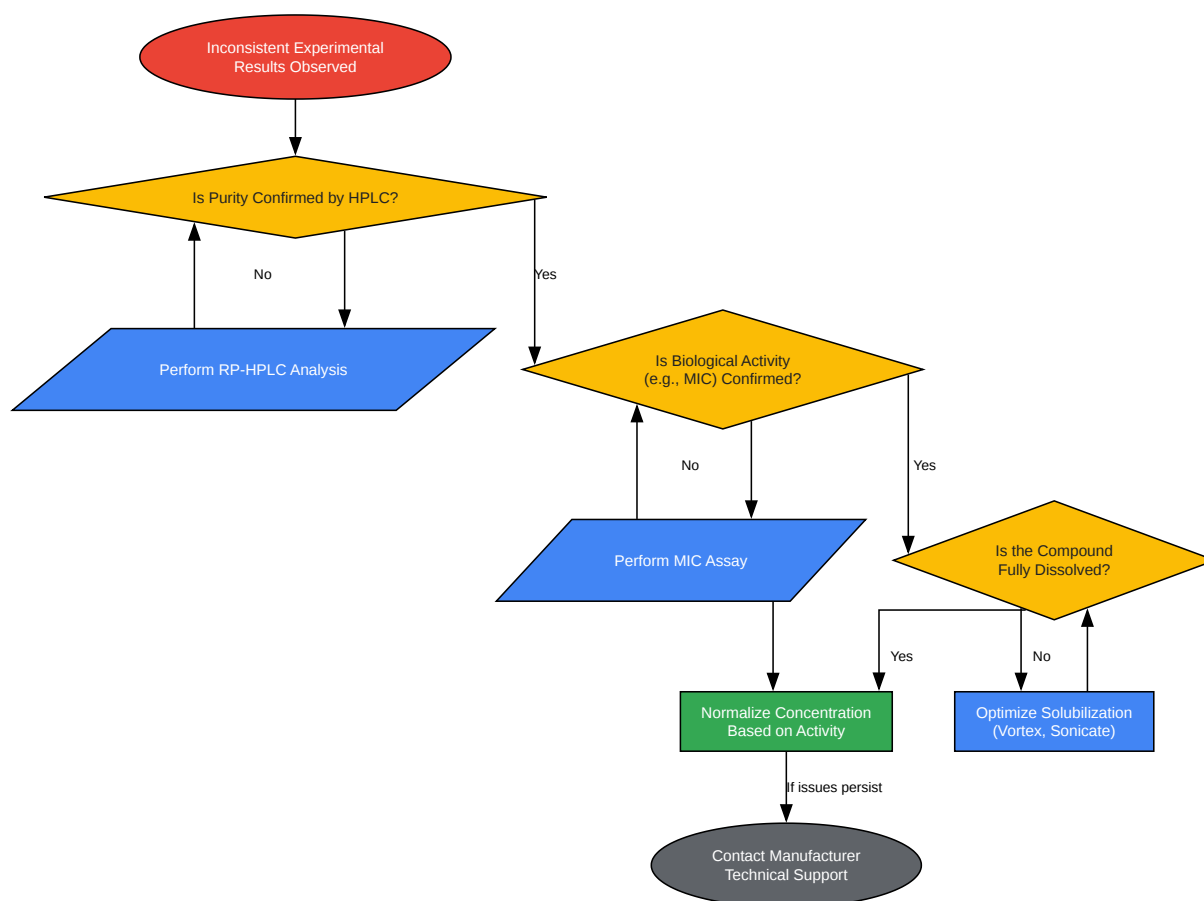 Inconsistent Experimental
Results Observed
Is Purity Confirmed by HPLC?
No
Yes
Perform RP-HPLC Analysis
Is Biological Activity
(e.g., MIC) Confirmed?
No
Yes
Perform MIC Assay
Is the Compound
Fully Dissolved?
Yes
No
Normalize Concentration
Based on Activity
Optimize Solubilization
(Vortex, Sonicate)
If issues persist
Contact Manufacturer
Technical Support